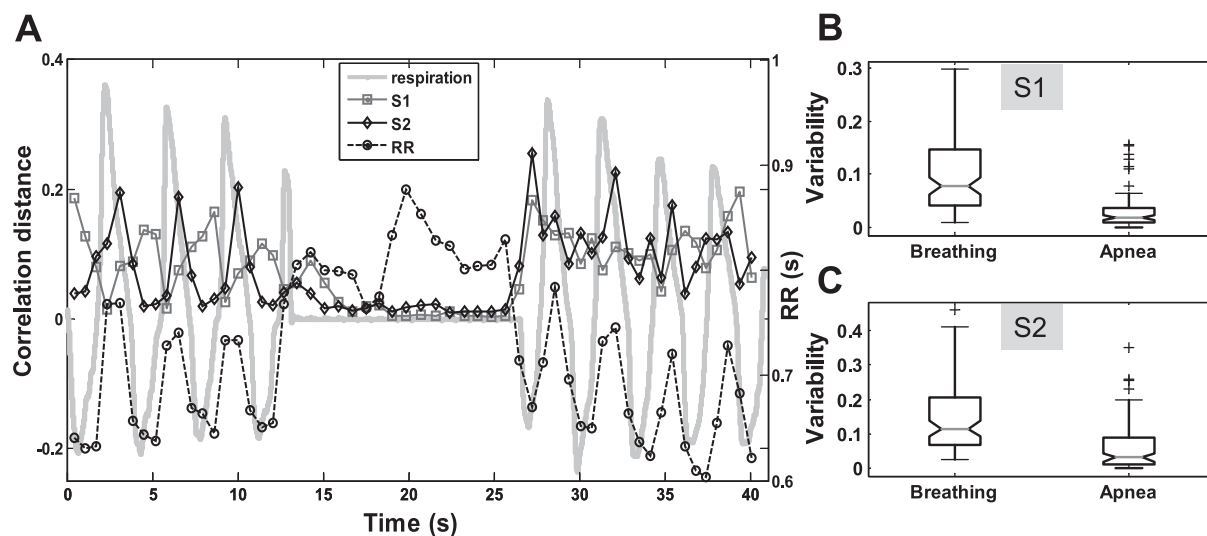 A
Correlation distance
0.4
0.2
0
-0.2
respiration
S1
S2
RR
1
0.9
0.7
0.6
RR (s)
0 5 10 15 20 25 30 35 40
Time (s)
B
S1
Variability
0.3
0.2
0.1
0
Breathing Apnea
C
S2
Variability
0.4
0.3
0.2
0.1
0
Breathing Apnea